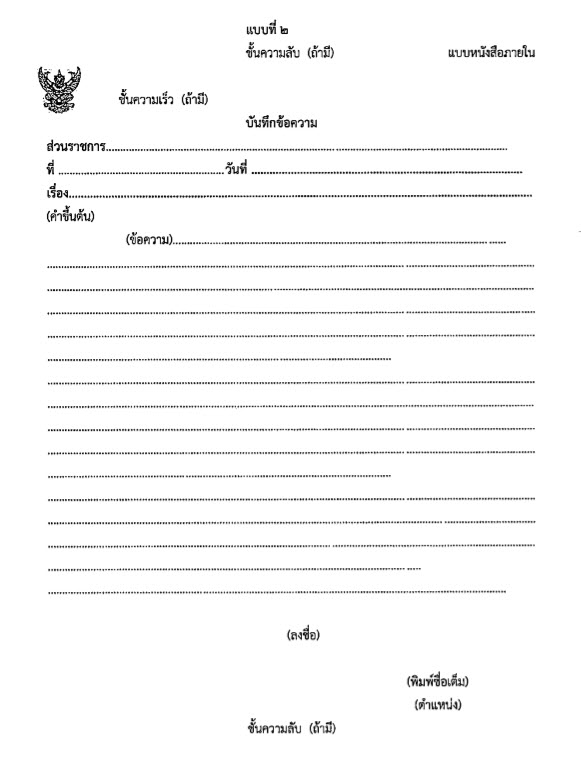 แบบที่ ๒
ชั้นความลับ (ถ้ามี) แบบหนังสือภายใน
ชั้นความเร็ว (ถ้ามี)
บันทึกข้อความ
ส่วนราชการ
ที่ วันที่
เรื่อง
(คำขึ้นต้น)
(ข้อความ)
(ลงชื่อ)
(พิมพ์ชื่อเต็ม)
(ตำแหน่ง)
ชั้นความลับ (ถ้ามี)